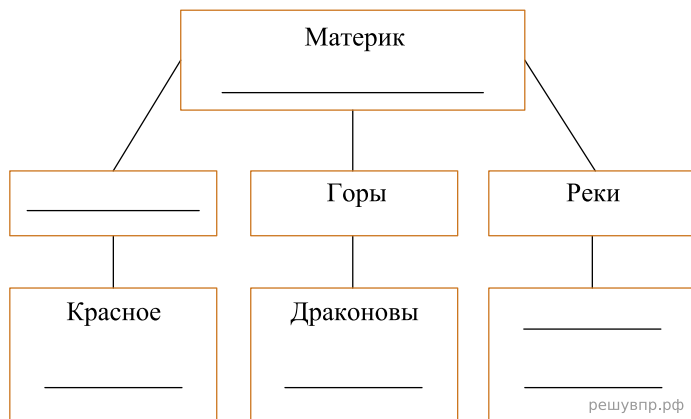 Материк
Горы
Реки
Красное
Драконовы
решувпр.рф